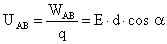 U_AB = W_AB / q = E · d · cos α